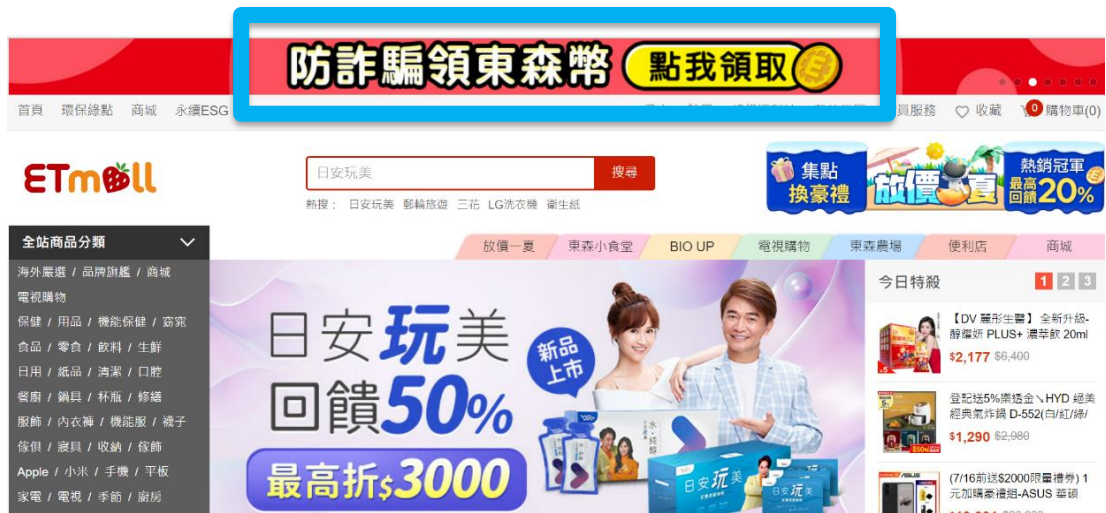 防詐騙領東森幣 點我領取
首頁 環保綠點 商城 永續ESG 員服務 收藏 0 購物車(0)
ETmall
日安玩美 搜尋
熱搜： 日安玩美 郵輪旅遊 三花 LG洗衣機 衛生紙
集點
換豪禮
放價一夏
熱銷冠軍
最高回饋20%
全站商品分類
放價一夏 東森小食堂 BIO UP 電視購物 東森農場 便利店 商城
海外嚴選 / 品牌旗艦 / 商城
電視購物
保健 / 用品 / 機能保健 / 窈窕
食品 / 零食 / 飲料 / 生鮮
日用 / 紙品 / 清潔 / 口腔
餐廚 / 鍋具 / 杯瓶 / 修繕
服飾 / 內衣褲 / 機能服 / 襪子
傢俱 / 寢具 / 收納 / 傢飾
Apple / 小米 / 手機 / 平板
家電 / 電視 / 季節 / 廚房
日安玩美
回饋50%
最高折$3000
新品
上市
日安玩美
今日特殺 1 2 3
【DV 麗彤生醫】 全新升級-
醇耀妍 PLUS+ 濃萃飲 20ml
$2,177 $6,400
登記送5%樂透金↘HYD 絕美
經典氣炸鍋 D-552(白/紅/綠/
$1,290 $2,980
(7/16前送$2000限量禮券) 1
元加購豪禮組-ASUS 華碩